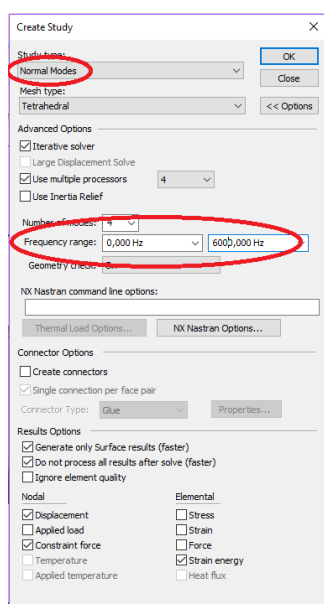 Create Study
Study type:
OK
Normal Modes
Close
Mesh type:
Tetrahedral
<< Options
Advanced Options
Iterative solver
Large Displacement Solve
Use multiple processors 4
Use Inertia Relief
Number of modes: 4
Frequency range: 0,000 Hz 6000,000 Hz
Geometry check: On
NX Nastran command line options:
Thermal Load Options... NX Nastran Options...
Connector Options
Create connectors
Single connection per face pair
Connector Type: Glue Properties...
Results Options
Generate only Surface results (faster)
Do not process all results after solve (faster)
Ignore element quality
Nodal Elemental
Displacement Stress
Applied load Strain
Constraint force Force
Temperature Strain energy
Applied temperature Heat flux